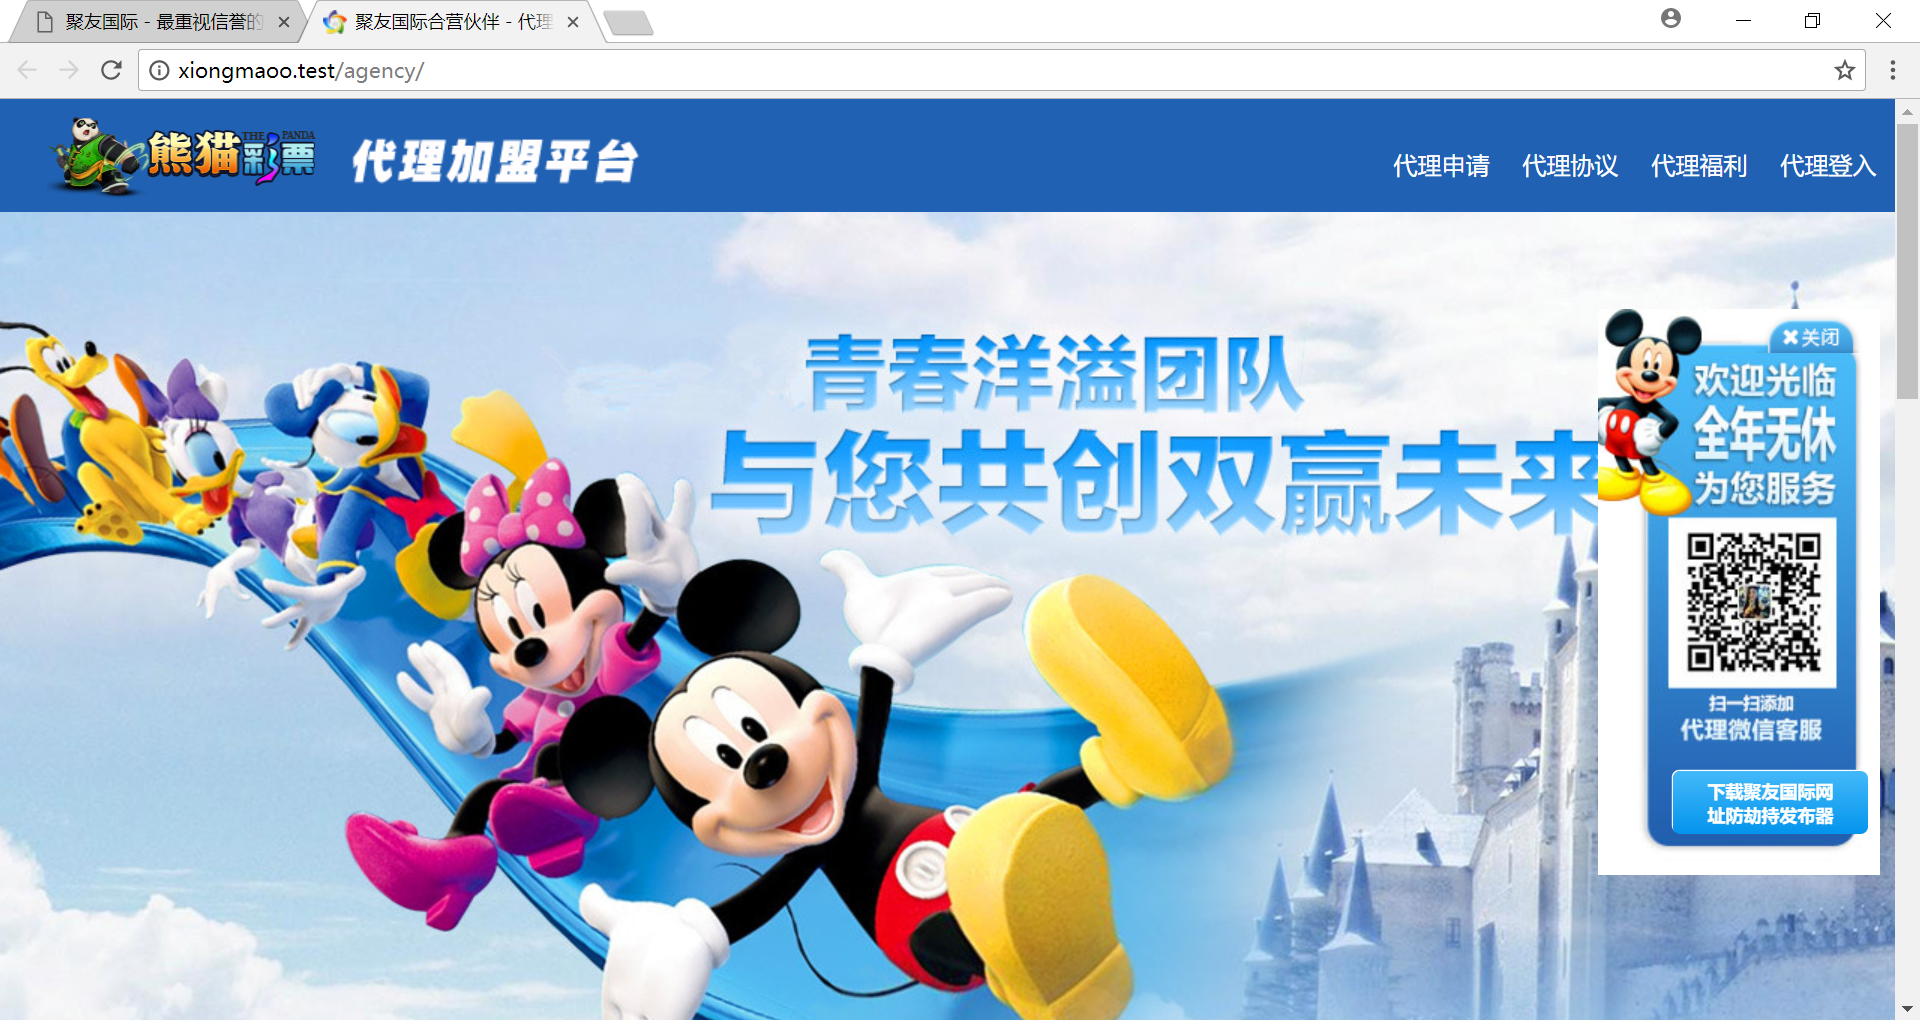 聚友国际 - 最重视信誉的
聚友国际合营伙伴 - 代理
xiongmaoo.test/agency/
熊猫彩票
THE PANDA
代理加盟平台
代理申请 代理协议 代理福利 代理登入
青春洋溢团队
与您共创双赢未来
关闭
欢迎光临
全年无休
为您服务
扫一扫添加
代理微信客服
下载聚友国际网
址防劫持发布器